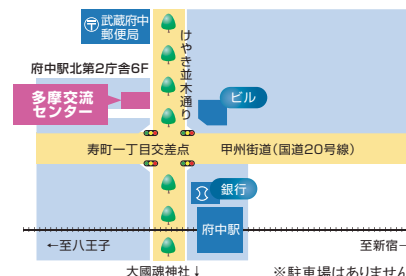 武蔵府中
郵便局
けやき並木通り
府中駅北第2庁舎6F
多摩交流
センター
ビル
寿町一丁目交差点
甲州街道(国道20号線)
銀行
府中駅
←至八王子
至新宿
大國魂神社↓
※駐車場はありません